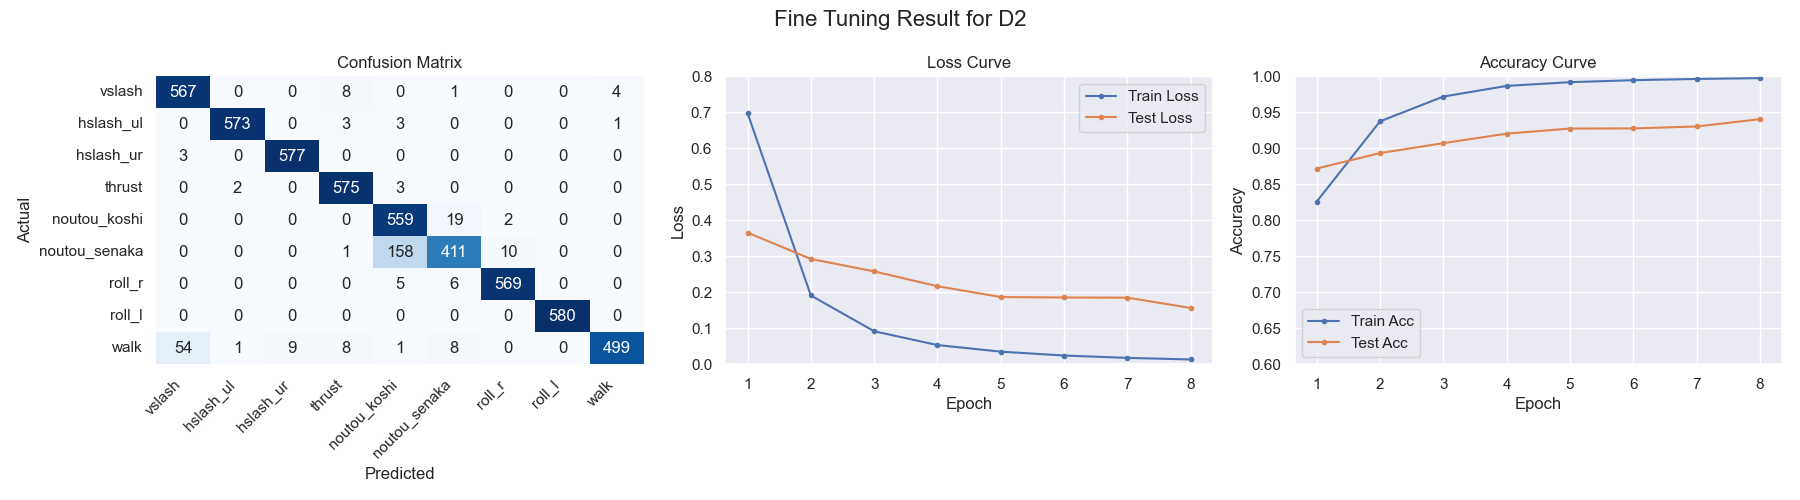 Fine Tuning Result for D2
Confusion Matrix
Actual
vslash 567 0 0 8 0 1 0 0 4
hslash_ul 0 573 0 3 3 0 0 0 1
hslash_ur 3 0 577 0 0 0 0 0 0
thrust 0 2 0 575 3 0 0 0 0
noutou_koshi 0 0 0 0 559 19 2 0 0
noutou_senaka 0 0 0 1 158 411 10 0 0
roll_r 0 0 0 0 5 6 569 0 0
roll_l 0 0 0 0 0 0 0 580 0
walk 54 1 9 8 1 8 0 0 499
vslash hslash_ul hslash_ur thrust noutou_koshi noutou_senaka roll_r roll_l walk
Predicted
Loss Curve
Loss
0.8
0.7
0.6
0.5
0.4
0.3
0.2
0.1
0.0
Train Loss
Test Loss
1 2 3 4 5 6 7 8
Epoch
Accuracy Curve
Accuracy
1.00
0.95
0.90
0.85
0.80
0.75
0.70
0.65
0.60
Train Acc
Test Acc
1 2 3 4 5 6 7 8
Epoch